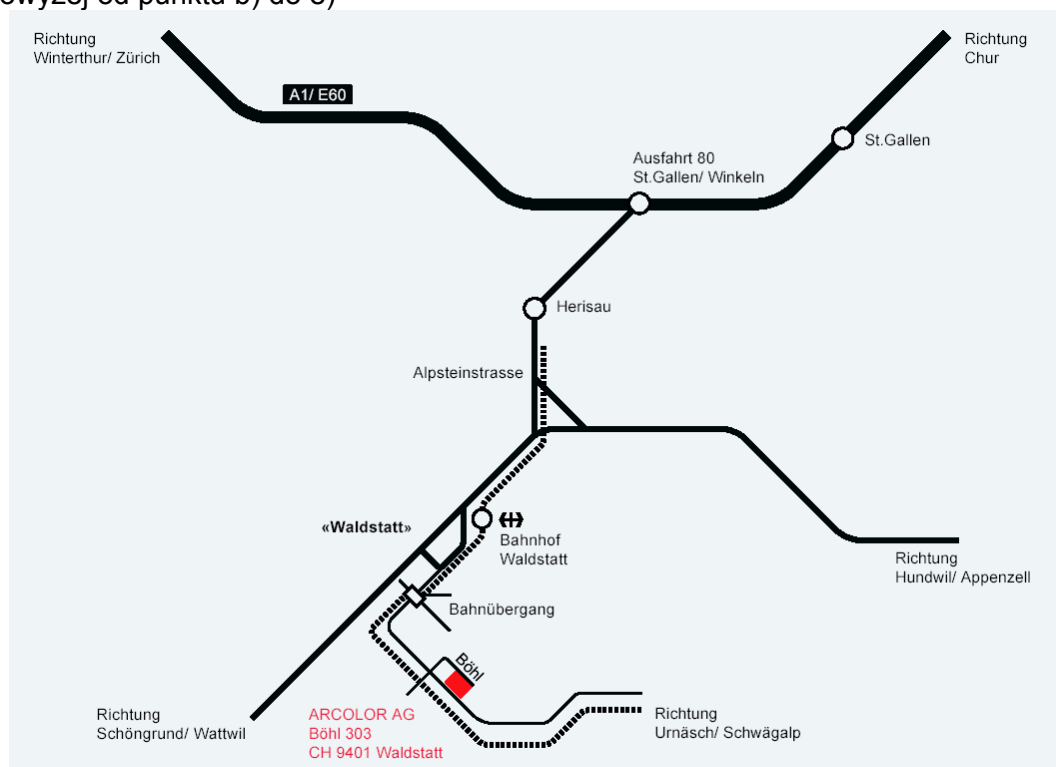 Richtung
Winterthur/ Zürich
Richtung
Chur
A1/ E60
St.Gallen
Ausfahrt 80
St.Gallen/ Winkeln
Herisau
Alpsteinstrasse
«Waldstatt»
Bahnhof
Waldstatt
Richtung
Hundwil/ Appenzell
Bahnübergang
Böhl
Richtung
Schöngrund/ Wattwil
ARCOLOR AG
Böhl 303
CH 9401 Waldstatt
Richtung
Urnäsch/ Schwägalp